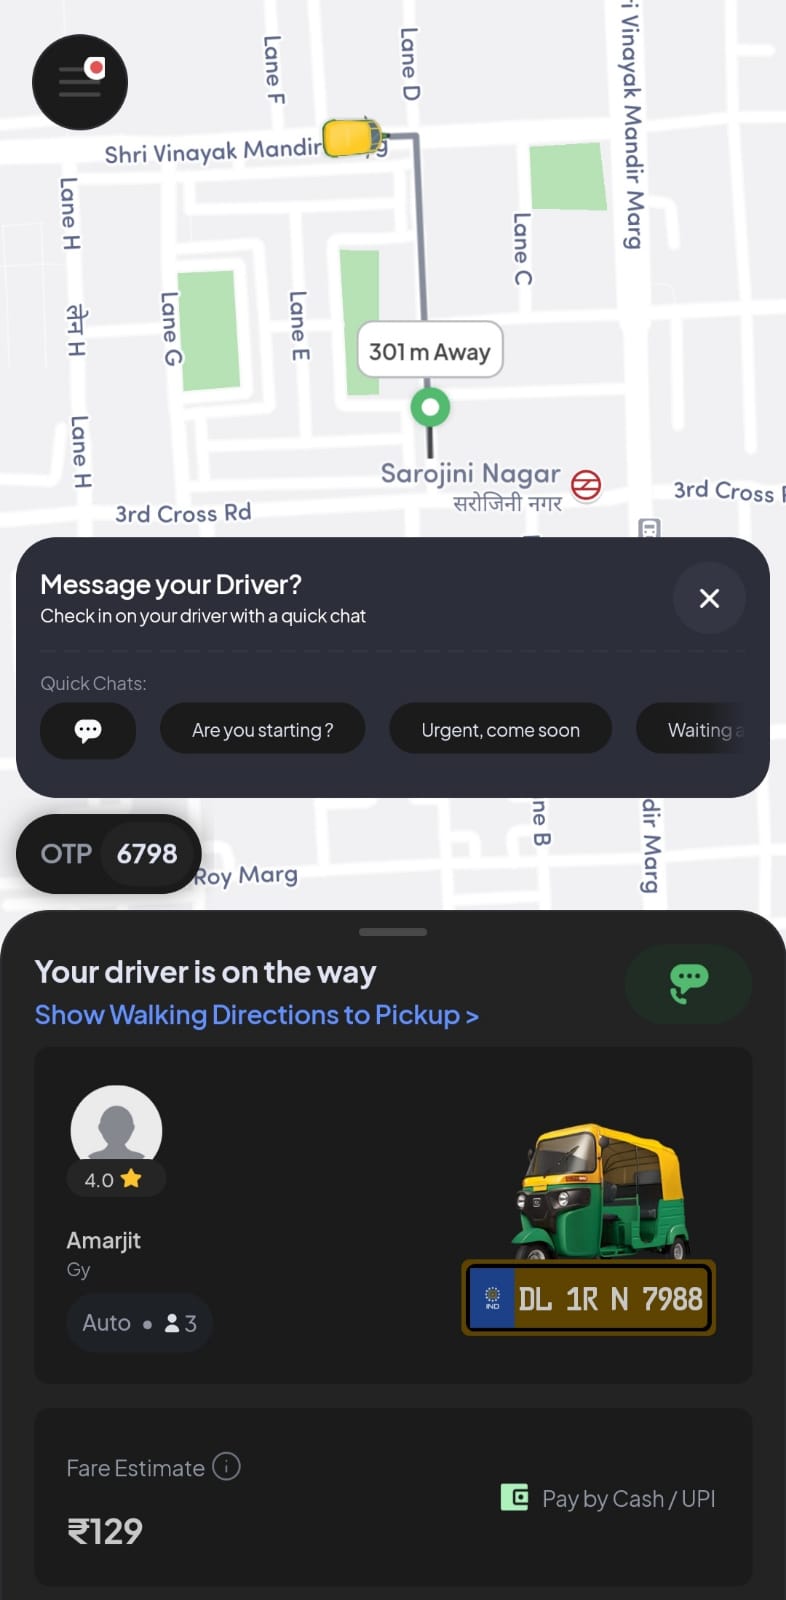 Lane F
Lane D
ri Vinayak Mandir Marg
Shri Vinayak Mandir
g
Lane H
Lane C
Lane G
Lane E
लेन H
301 m Away
Lane H
Sarojini Nagar
सरोजिनी नगर
3rd Cross Rd
3rd Cross
Message your Driver?
Check in on your driver with a quick chat
Quick Chats:
Are you starting ?
Urgent, come soon
Waiting a
ne B
dir Marg
OTP 6798
Roy Marg
Your driver is on the way
Show Walking Directions to Pickup >
4.0
Amarjit
Gy
Auto • 3
IND
DL 1R N 7988
Fare Estimate
₹129
Pay by Cash / UPI